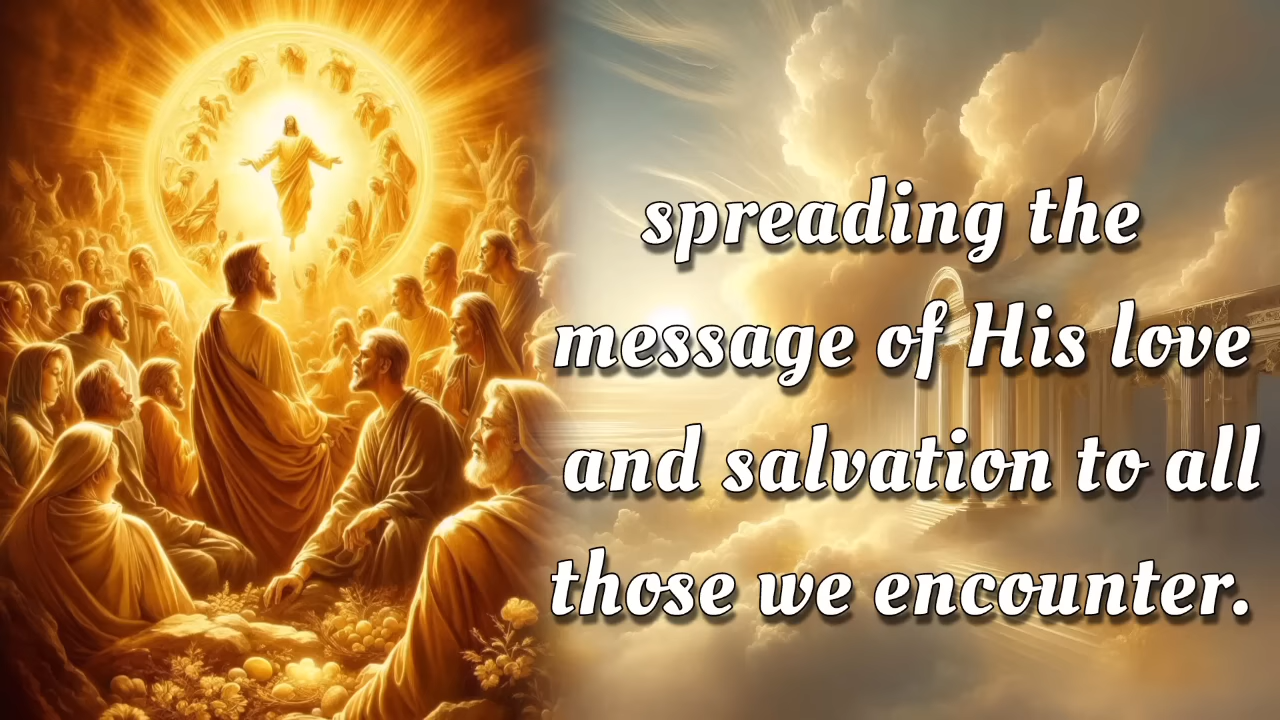 spreading the
message of His love
and salvation to all
those we encounter.